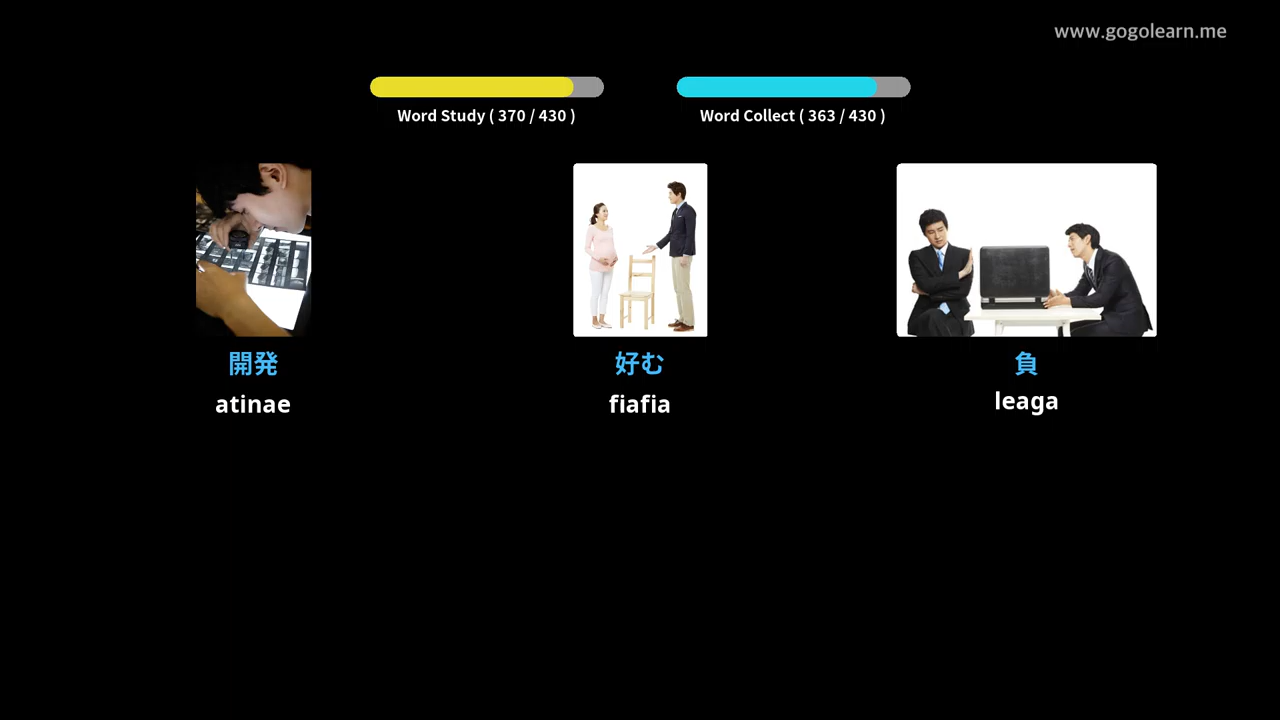 www.gogolearn.me
Word Study ( 370 / 430 )
Word Collect ( 363 / 430 )
開発
好む
負
atinae
fiafia
leaga